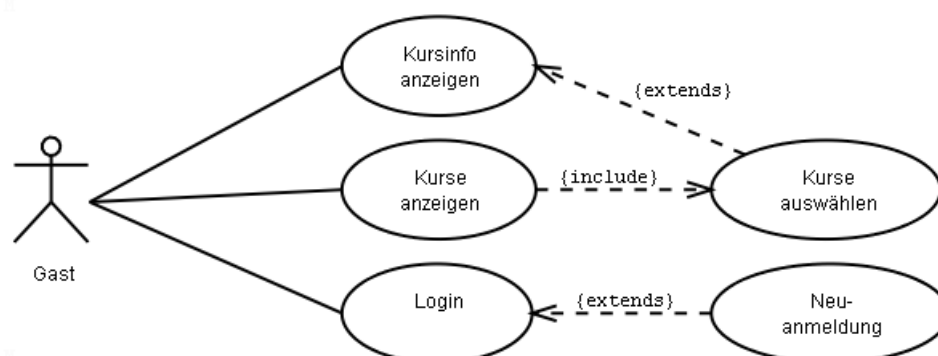 Kursinfo
anzeigen
{extends}
Kurse
anzeigen
{include}
Kurse
auswählen
Gast
Login
{extends}
Neu-
anmeldung